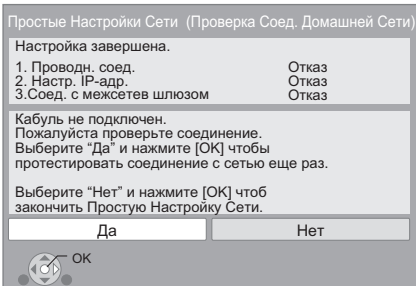 Простые Настройки Сети (Проверка Соед. Домашней Сети)
Настройка завершена.
1. Проводн. соед. Отказ
2. Настр. IP-адр. Отказ
3.Соед. с межсетев шлюзом Отказ
Кабуль не подключен.
Пожалуйста проверьте соединение.
Выберите “Да” и нажмите [OK] чтобы
протестировать соединение с сетью еще раз.
Выберите “Нет” и нажмите [OK] чтоб
закончить Простую Настройку Сети.
Да Нет
OK